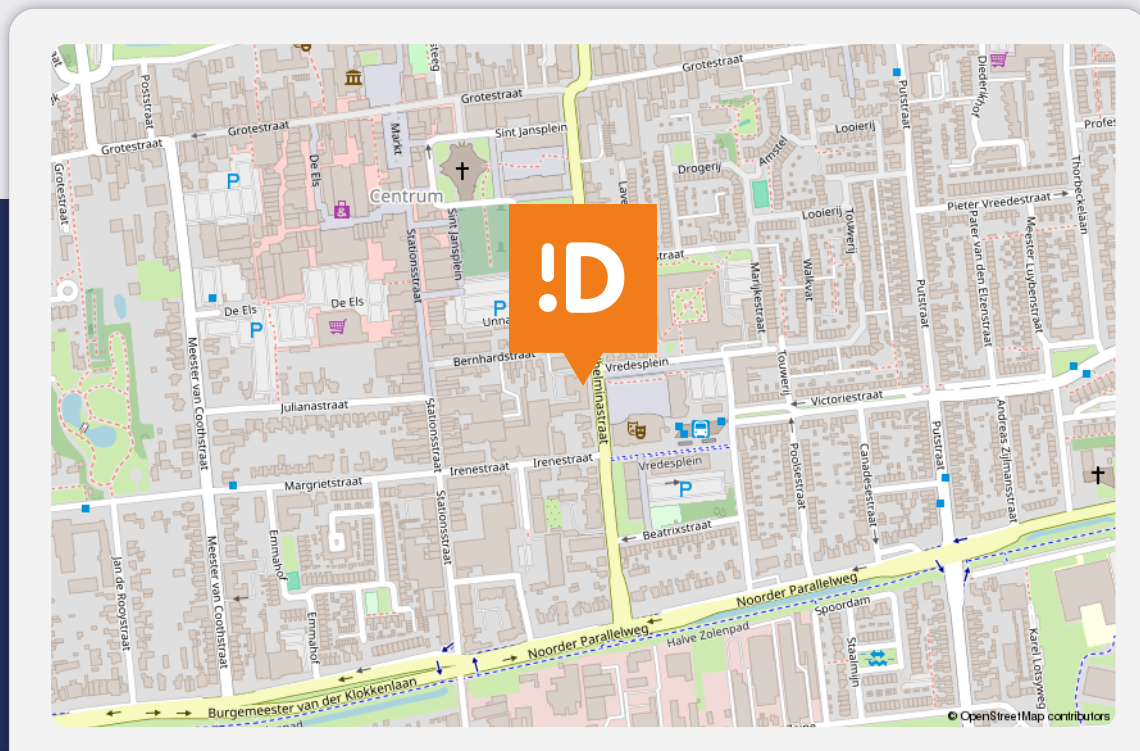 Grotestraat
Poststraat
Diederikhof
Grotestraat
Putstraat
Grotestraat
Markt
Sint Jansplein
Looierij
Grotestraat
De Els
Amstel
Drogerij
Thorbeckelaan
P
Centrum
Grotestraat
Pieter Vreedestraat
Looierij
Touwerij
Sint Jansplein
Pater van den Elzenstraat
Meester Luybenstraat
Stationsstraat
!D
Walkvat
Marijkestraat
Putstraat
De Els
De Els
P
P
Meester van Coothstraat
Bernhardstraat
Vredesplein
Touwerij
Julianastraat
Victoriestraat
Stationsstraat
Andreas Zijlmansstraat
Putstraat
Poolsestraat
Canadesestraat
Irenestraat
Irenestraat
Vredesplein
Margrietstraat
P
Stationsstraat
Beatrixstraat
Emmahof
Meester van Coothstraat
Jan de Rooystraat
Noorder Parallelweg
Spoordam
Emmahof
Noorder Parallelweg
Halve Zolenpad
Staalmijn
Karel Lotsyweg
Burgemeester van der Klokkenlaan
© OpenStreetMap contributors